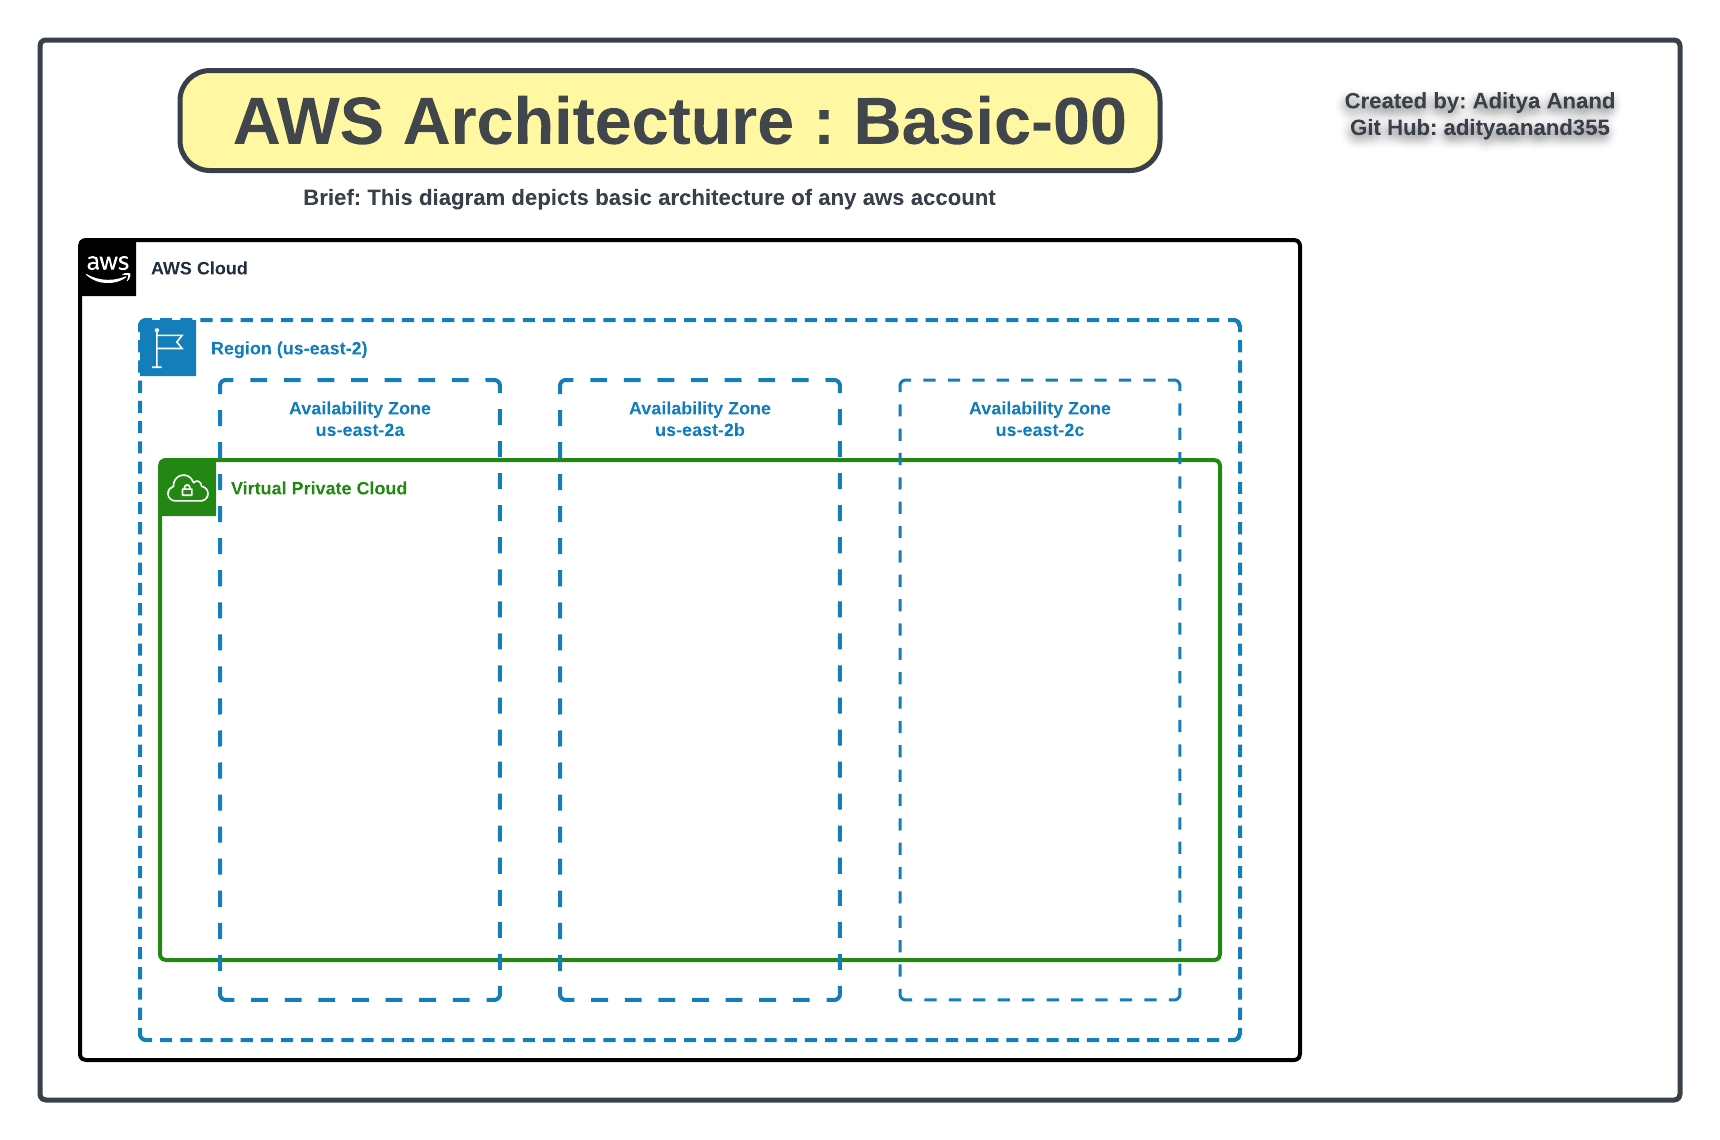 AWS Architecture : Basic-00
Created by: Aditya Anand
Git Hub: adityaanand355
Brief: This diagram depicts basic architecture of any aws account
aws
AWS Cloud
Region (us-east-2)
Availability Zone
us-east-2a
Availability Zone
us-east-2b
Availability Zone
us-east-2c
Virtual Private Cloud